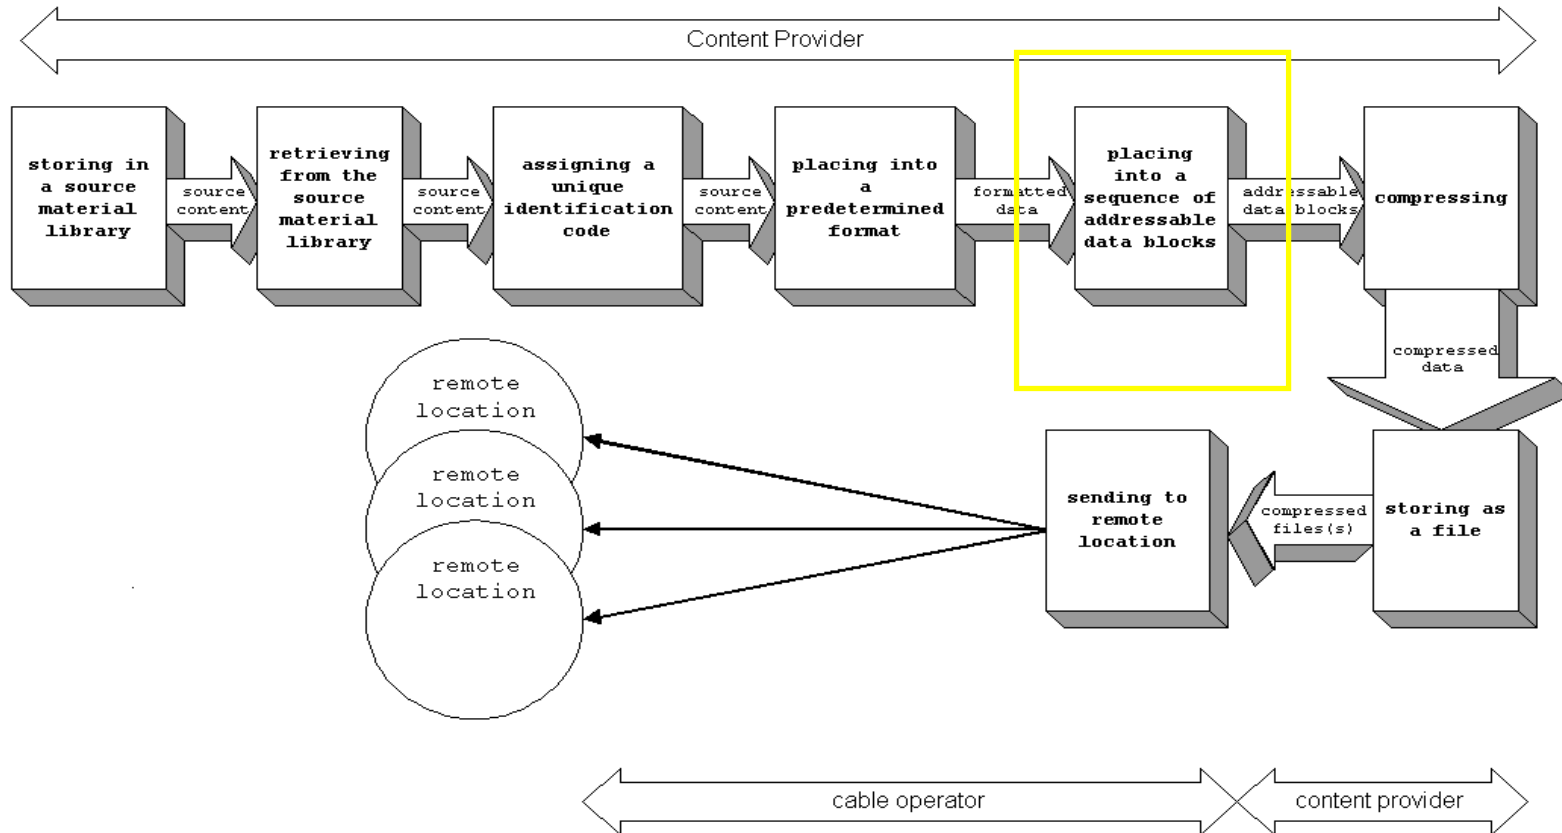 Content Provider
storing in
a source
material
library
source
content
retrieving
from the
source
material
library
source
content
assigning a
unique
identification
code
source
content
placing into
a
predetermined
format
formatted
data
placing
into a
sequence of
addressable
data blocks
addressable
data blocks
compressing
compressed
data
storing as
a file
compressed
files(s)
sending to
remote
location
remote
location
remote
location
remote
location
cable operator
content provider